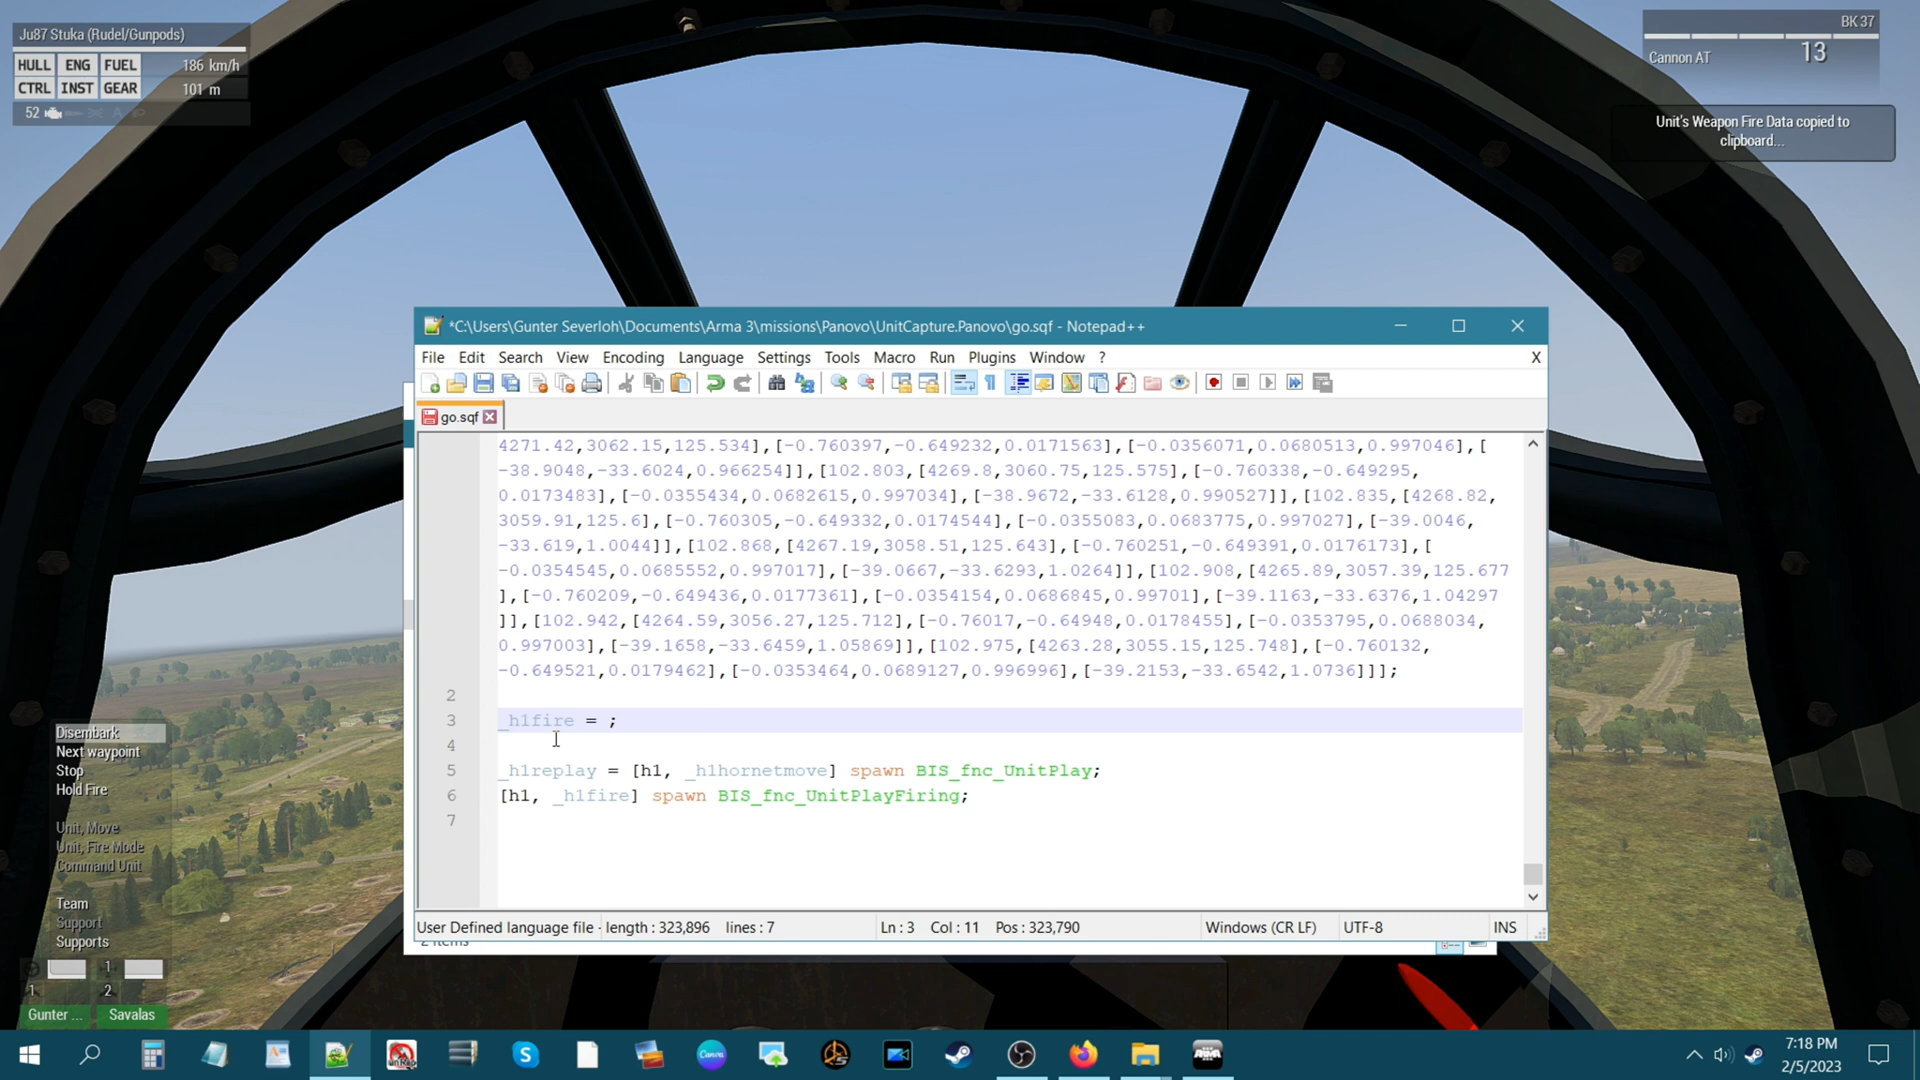 Ju87 Stuka (Rudel/Gunpods)
HULL ENG FUEL 186 km/h
CTRL INST GEAR 101 m
52
BK 37
Cannon AT 13
Unit's Weapon Fire Data copied to
clipboard...
*C:\Users\Gunter Severloh\Documents\Arma 3\missions\Panovo\UnitCapture.Panovo\go.sqf - Notepad++
File Edit Search View Encoding Language Settings Tools Macro Run Plugins Window ? X
go.sqf
4271.42,3062.15,125.534],[-0.760397,-0.649232,0.0171563],[-0.0356071,0.0680513,0.997046],[
-38.9048,-33.6024,0.966254]],[102.803,[4269.8,3060.75,125.575],[-0.760338,-0.649295,
0.0173483],[-0.0355434,0.0682615,0.997034],[-38.9672,-33.6128,0.990527]],[102.835,[4268.82,
3059.91,125.6],[-0.760305,-0.649332,0.0174544],[-0.0355083,0.0683775,0.997027],[-39.0046,
-33.619,1.0044]],[102.868,[4267.19,3058.51,125.643],[-0.760251,-0.649391,0.0176173],[
-0.0354545,0.0685552,0.997017],[-39.0667,-33.6293,1.0264]],[102.908,[4265.89,3057.39,125.677
],[-0.760209,-0.649436,0.0177361],[-0.0354154,0.0686845,0.99701],[-39.1163,-33.6376,1.04297
]],[102.942,[4264.59,3056.27,125.712],[-0.76017,-0.64948,0.0178455],[-0.0353795,0.0688034,
0.997003],[-39.1658,-33.6459,1.05869]],[102.975,[4263.28,3055.15,125.748],[-0.760132,
-0.649521,0.0179462],[-0.0353464,0.0689127,0.996996],[-39.2153,-33.6542,1.0736]]];
2
3 _h1fire = ;
4
5 _h1replay = [h1, _h1hornetmove] spawn BIS_fnc_UnitPlay;
6 [h1, _h1fire] spawn BIS_fnc_UnitPlayFiring;
7
User Defined language file - length : 323,896 lines : 7 Ln : 3 Col : 11 Pos : 323,790 Windows (CR LF) UTF-8 INS
2 items
Disembark
Next waypoint
Stop
Hold Fire
Unit, Move
Unit, Fire Mode
Command Unit
Team
Support
Supports
1
1 2
Gunter ... Savalas
7:18 PM
2/5/2023